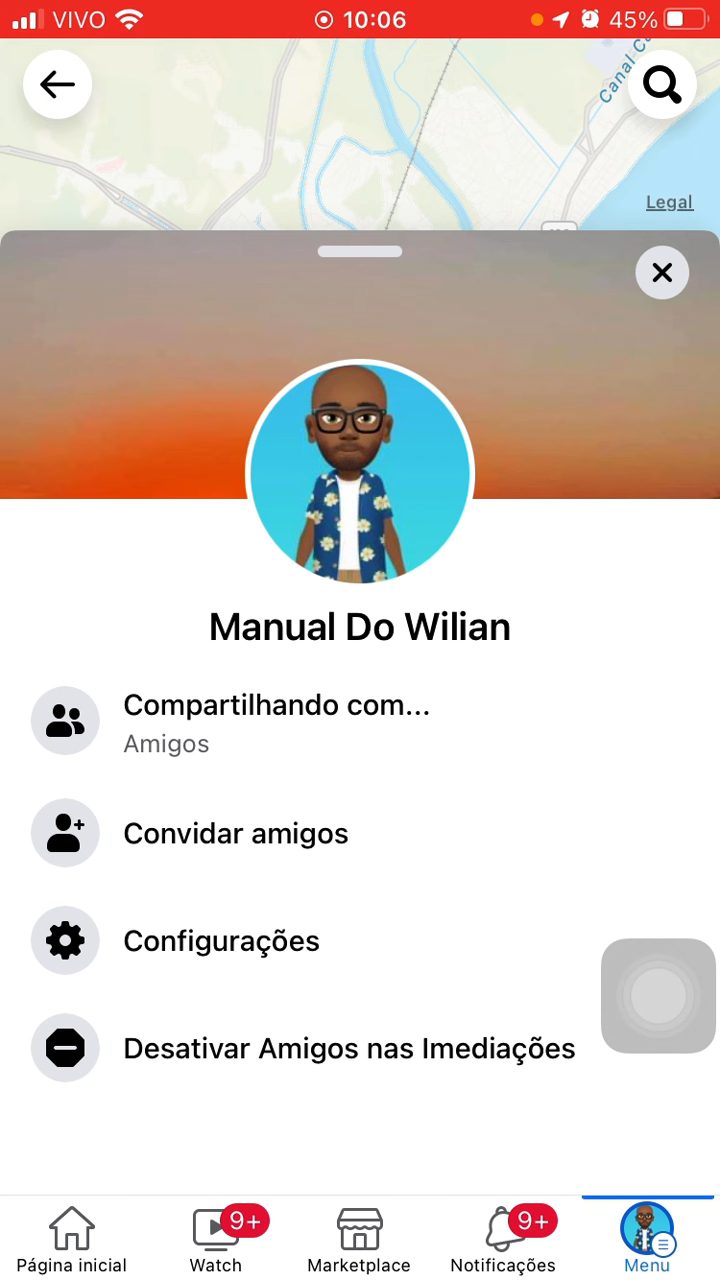 VIVO 10:06 45%
Canal
Legal
Manual Do Wilian
Compartilhando com...
Amigos
Convidar amigos
Configurações
Desativar Amigos nas Imediações
9+ 9+
Página inicial Watch Marketplace Notificações Menu